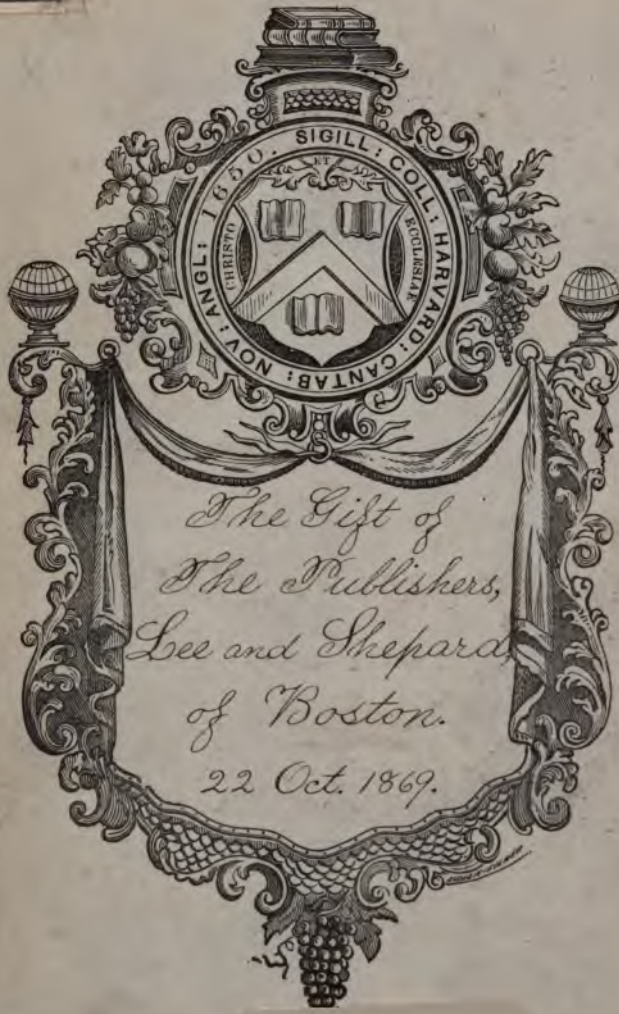 SIGILL: COLL: HARVARD: CANTAB: NOV: ANGL: 1650.
ET
CHRISTO
ECCLESIAE
The Gift of
The Publishers,
Lee and Shepard,
of Boston.
22 Oct. 1869.